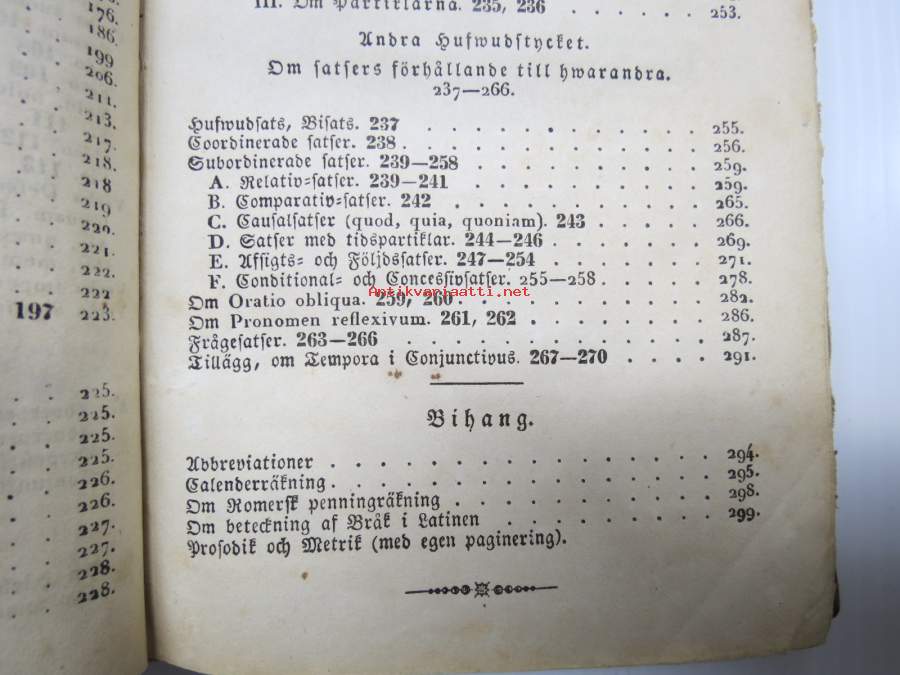 176.
186.
199
206.
211.
213.
217.
218.
218
219
220.
221.
222.
222
197 223.
225.
225.
225.
225.
226.
226.
227.
227.
228.
228.
III. Om Partiklarna. 235, 236 . . . . . . 253.
Andra Hufwudstycket.
Om satsers förhållande till hwarandra.
237—266.
Hufwudsats, Bisats. 237 . . . . . . . . . . 255.
Coordinerade satser. 238 . . . . . . . . . . . 256.
Subordinerade satser. 239—258 . . . . . . . . 259.
A. Relativ-satser. 239—241 . . . . . . . . 259.
B. Comparativ-satser. 242 . . . . . . . . . 265.
C. Causalsatser (quod, quia, quoniam). 243 . . . . 266.
D. Satser med tidspartiklar. 244—246 . . . . . 269.
E. Affigts- och Följdsatser. 247—254 . . . . . 271.
F. Conditional- och Concessivsatser. 255—258 . . . . 278.
Antikvariaatti.net
Om Oratio obliqua. 259, 260 . . . . . . . . 282.
Om Pronomen reflexivum. 261, 262 . . . . . . . 286.
Frågesatser. 263—266 . . . . . . . . . . 287.
Tillägg, om Tempora i Conjunctivus. 267—270 . . . . 291.
Bihang.
Abbreviationer . . . . . . . . . . . . . 294.
Calenderräkning . . . . . . . . . . . . . 295.
Om Romersk penningräkning . . . . . . . . . 298.
Om beteckning af Bråk i Latinen . . . . . . . 299.
Prosodik och Metrik (med egen paginering).